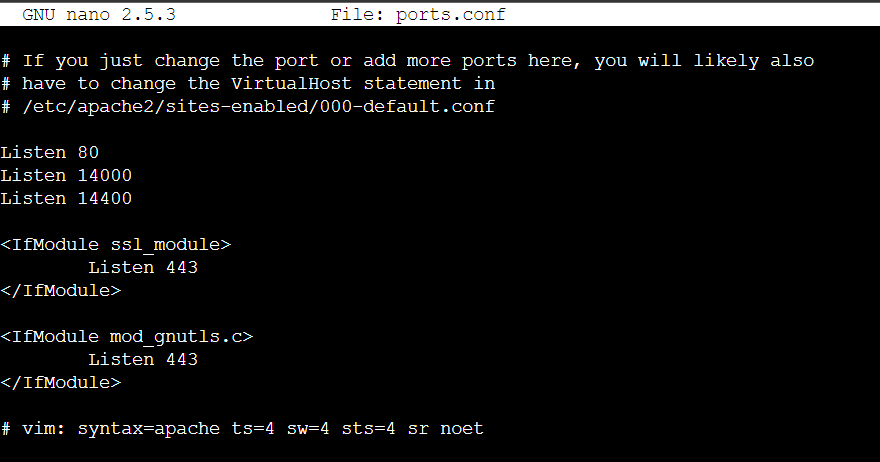 GNU nano 2.5.3 File: ports.conf
# If you just change the port or add more ports here, you will likely also
# have to change the VirtualHost statement in
# /etc/apache2/sites-enabled/000-default.conf
Listen 80
Listen 14000
Listen 14400
<IfModule ssl_module>
Listen 443
</IfModule>
<IfModule mod_gnutls.c>
Listen 443
</IfModule>
# vim: syntax=apache ts=4 sw=4 sts=4 sr noet